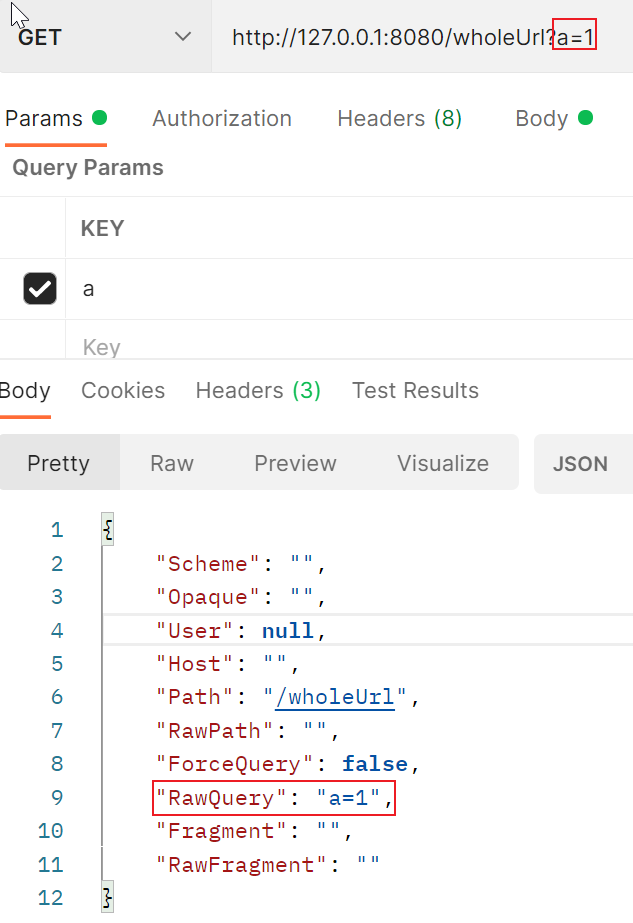 GET http://127.0.0.1:8080/wholeUrl?a=1
Params Authorization Headers (8) Body
Query Params
KEY
a
Key
Body Cookies Headers (3) Test Results
Pretty Raw Preview Visualize JSON
1 {
2 "Scheme": "",
3 "Opaque": "",
4 "User": null,
5 "Host": "",
6 "Path": "/wholeUrl",
7 "RawPath": "",
8 "ForceQuery": false,
9 "RawQuery": "a=1",
10 "Fragment": "",
11 "RawFragment": ""
12 }